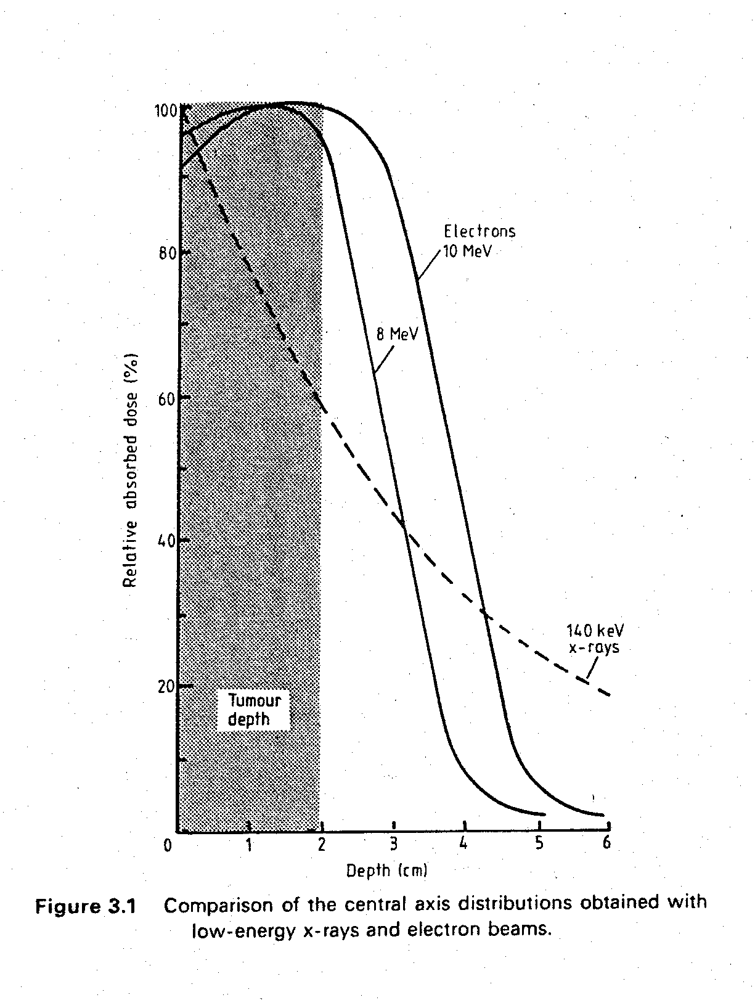 100
80
60
40
20
Relative absorbed dose (%)
Electrons
10 MeV
8 MeV
140 keV
x-rays
Tumour
depth
0 1 2 3 4 5 6
Depth (cm)
Figure 3.1 Comparison of the central axis distributions obtained with
low-energy x-rays and electron beams.